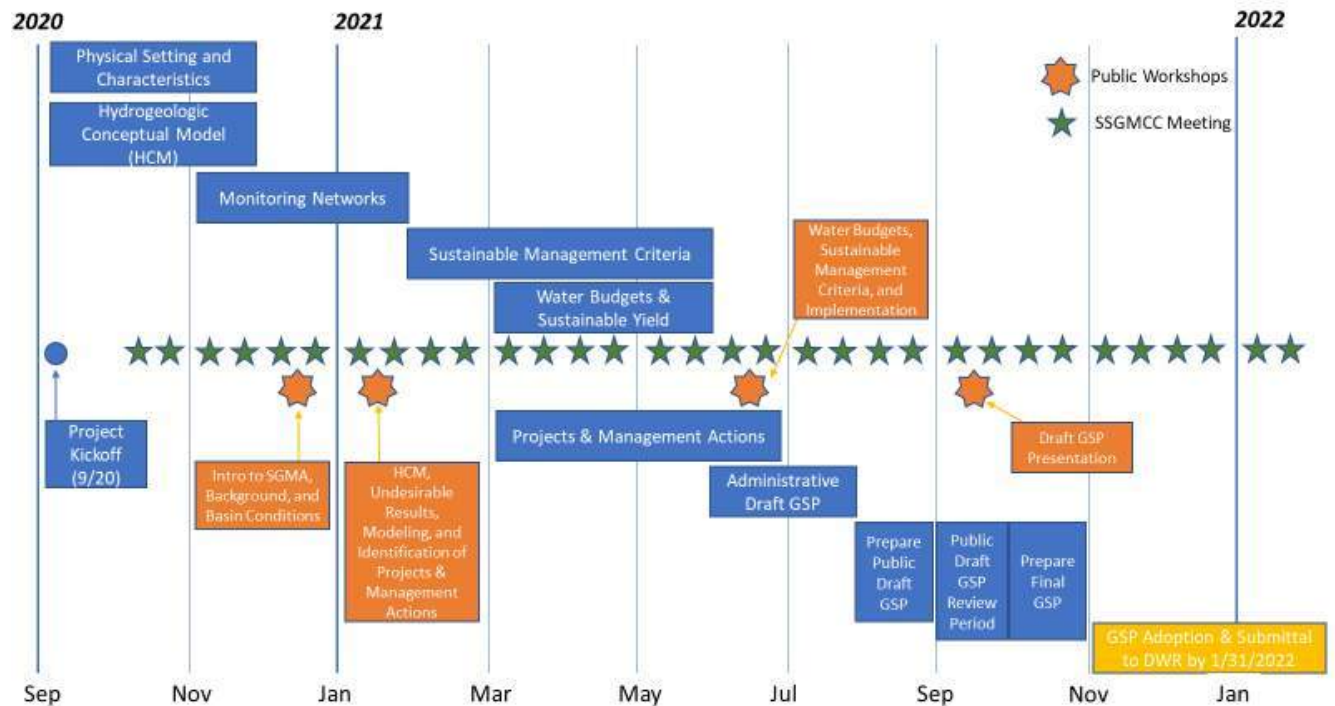 2020
2021
2022
Physical Setting and
Characteristics
Public Workshops
Hydrogeologic
Conceptual Model
(HCM)
SSGMCC Meeting
Monitoring Networks
Sustainable Management Criteria
Water Budgets,
Sustainable
Management
Criteria, and
Implementation
Water Budgets &
Sustainable Yield
Project
Kickoff
(9/20)
Intro to SGMA,
Background, and
Basin Conditions
HCM,
Undesirable
Results,
Modeling, and
Identification of
Projects &
Management
Actions
Projects & Management Actions
Administrative
Draft GSP
Draft GSP
Presentation
Prepare
Public
Draft
GSP
Public
Draft
GSP
Review
Period
Prepare
Final
GSP
GSP Adoption & Submittal
to DWR by 1/31/2022
Sep
Nov
Jan
Mar
May
Jul
Sep
Nov
Jan